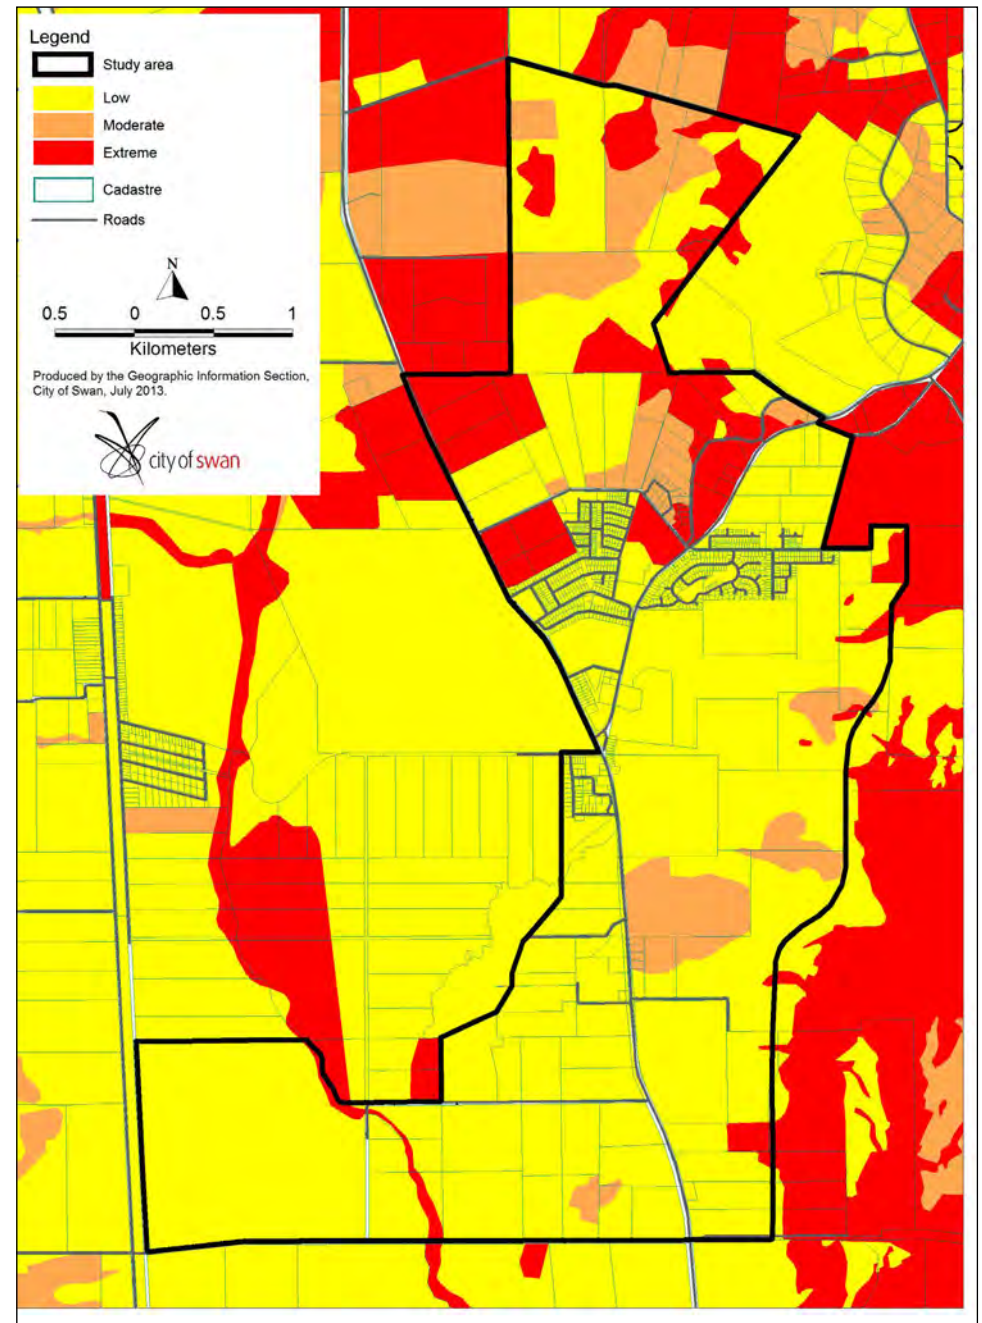 Legend
Study area
Low
Moderate
Extreme
Cadastre
Roads
N
0.5 0 0.5 1
Kilometers
Produced by the Geographic Information Section,
City of Swan, July 2013.
city of swan